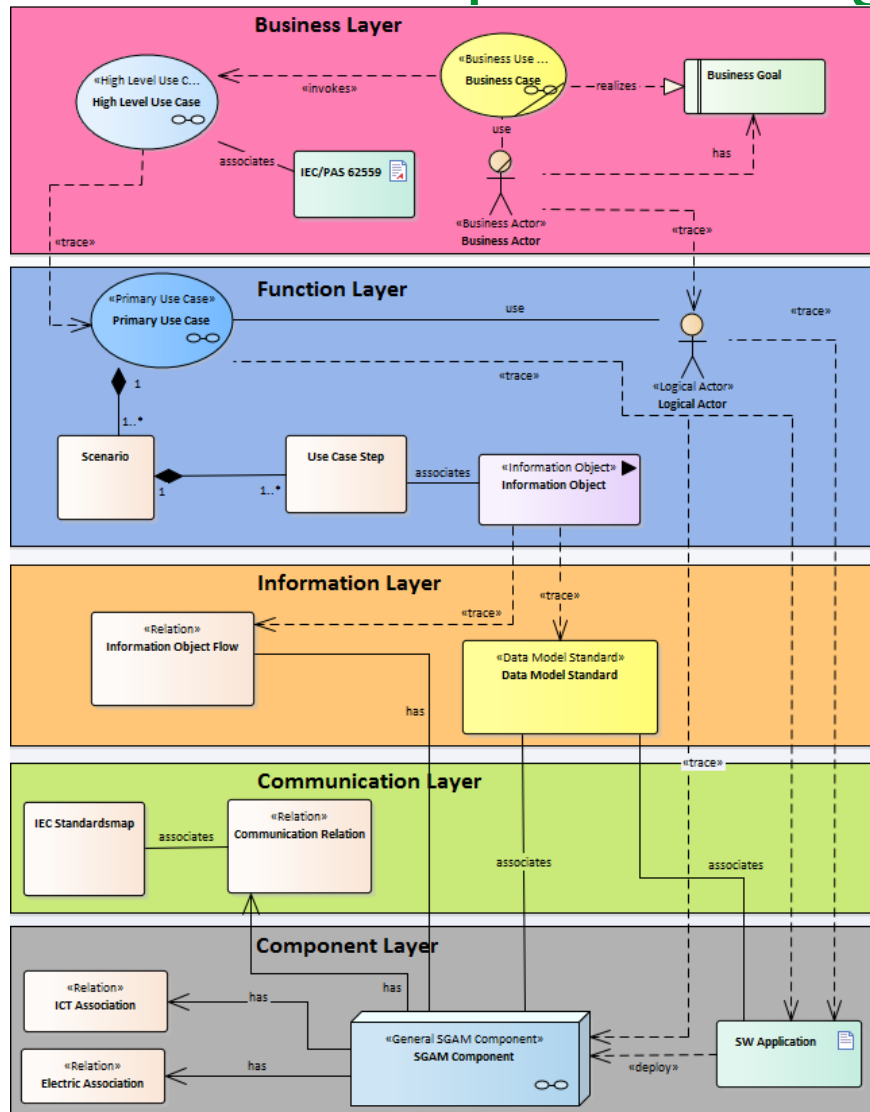 Business Layer
«High Level Use C...
High Level Use Case
«invokes»
«Business Use ...
Business Case
realizes
Business Goal
associates
IEC/PAS 62559
use
has
«Business Actor»
Business Actor
«trace»
«trace»
Function Layer
«Primary Use Case»
Primary Use Case
use
«trace»
«trace»
«Logical Actor»
Logical Actor
1
1..*
Scenario
1
1..*
Use Case Step
associates
«Information Object»
Information Object
Information Layer
«trace»
«trace»
«Relation»
Information Object Flow
has
«Data Model Standard»
Data Model Standard
«trace»
Communication Layer
IEC Standardsmap
associates
«Relation»
Communication Relation
associates
associates
Component Layer
«Relation»
ICT Association
has
has
«Relation»
Electric Association
has
«General SGAM Component»
SGAM Component
«deploy»
SW Application